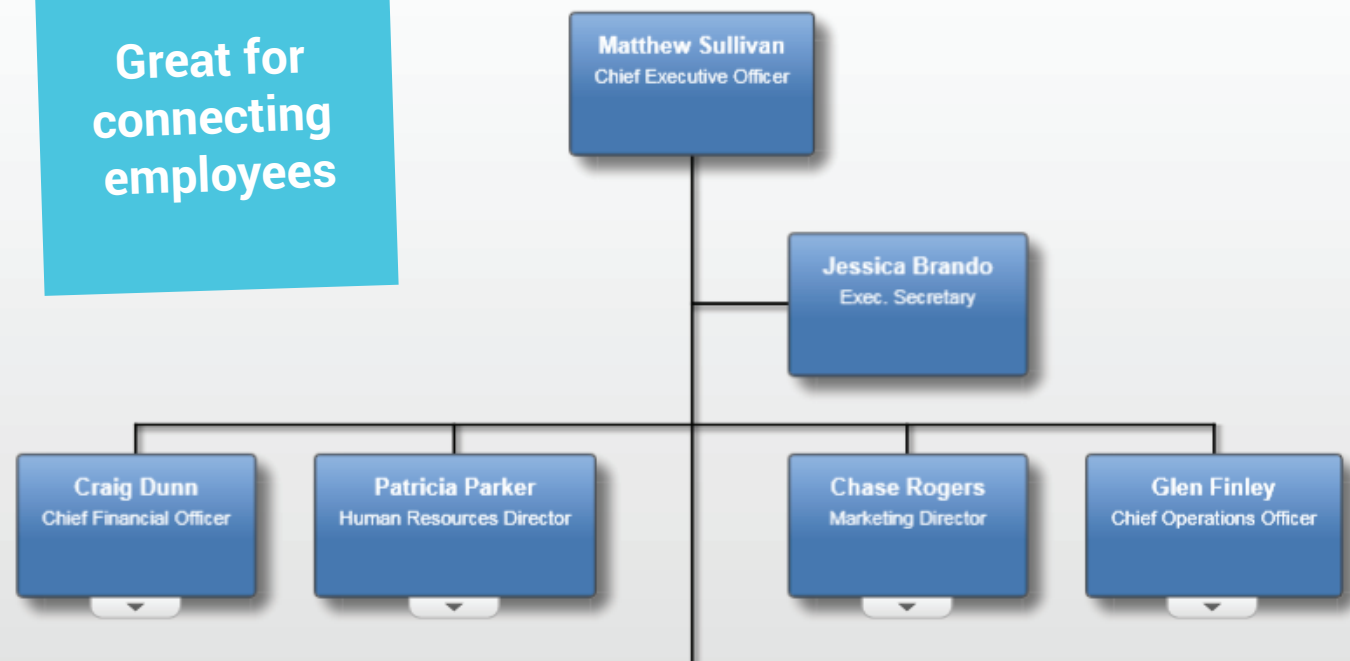 Great for
connecting
employees
Matthew Sullivan
Chief Executive Officer
Jessica Brando
Exec. Secretary
Craig Dunn
Chief Financial Officer
Patricia Parker
Human Resources Director
Chase Rogers
Marketing Director
Glen Finley
Chief Operations Officer